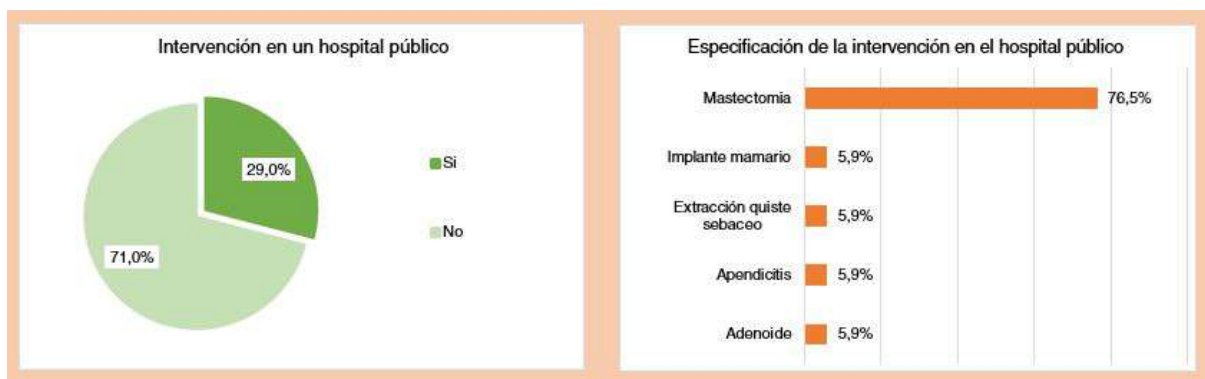 Intervención en un hospital público
29,0%
71,0%
Si
No
Especificación de la intervención en el hospital público
Mastectomia
76,5%
Implante mamario
5,9%
Extracción quiste
sebaceo
5,9%
Apendicitis
5,9%
Adenoide
5,9%